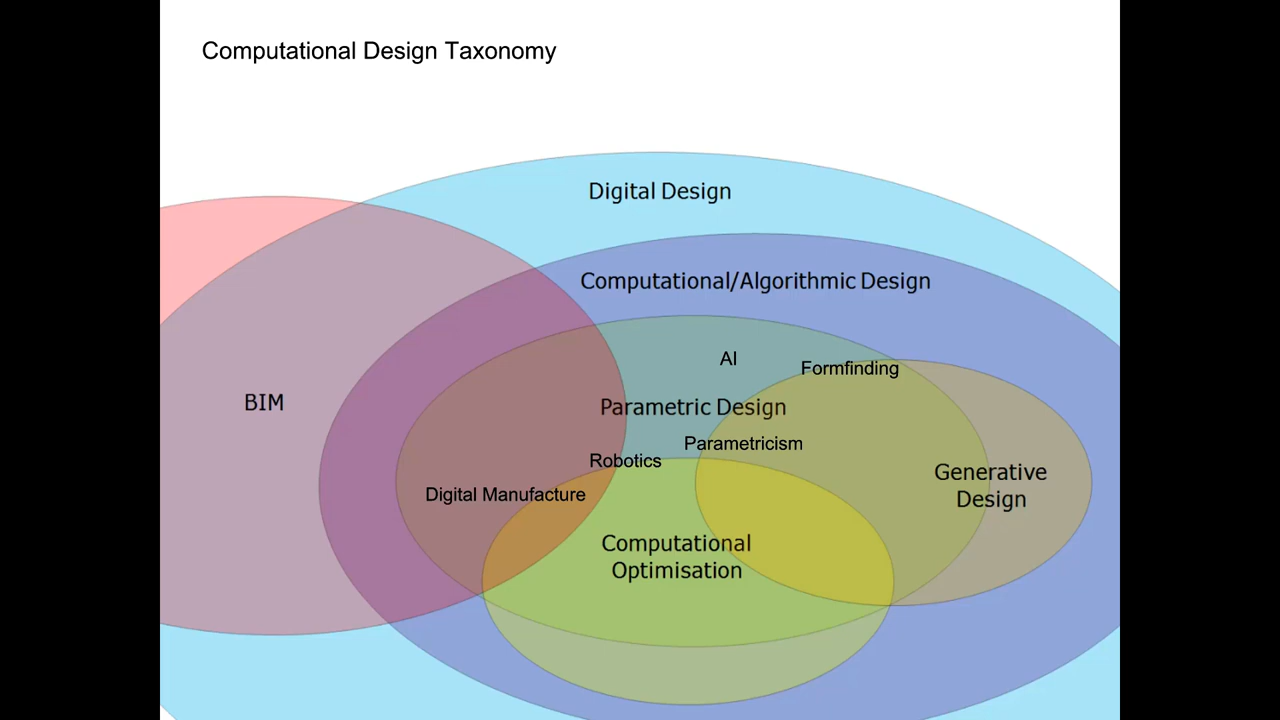 Computational Design Taxonomy
Digital Design
Computational/Algorithmic Design
AI
Formfinding
BIM
Parametric Design
Parametricism
Robotics
Generative
Design
Digital Manufacture
Computational
Optimisation